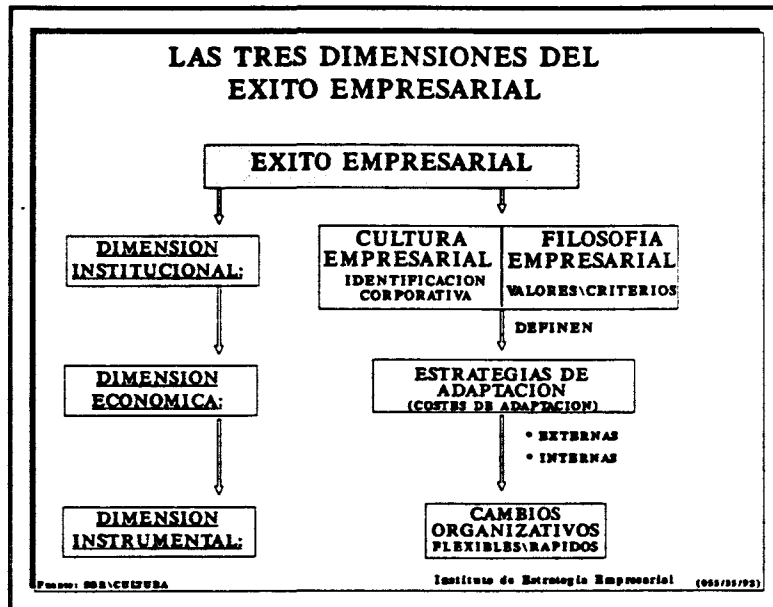 LAS TRES DIMENSIONES DEL
EXITO EMPRESARIAL
EXITO EMPRESARIAL
DIMENSION
INSTITUCIONAL:
CULTURA
EMPRESARIAL
IDENTIFICACION
CORPORATIVA
FILOSOFIA
EMPRESARIAL
VALORES\CRITERIOS
DEFINEN
DIMENSION
ECONOMICA:
ESTRATEGIAS DE
ADAPTACION
(COSTES DE ADAPTACION)
• EXTERNAS
• INTERNAS
DIMENSION
INSTRUMENTAL:
CAMBIOS
ORGANIZATIVOS
FLEXIBLES\RAPIDOS
Fuente: \CULTURA
Instituto de Estrategia Empresarial